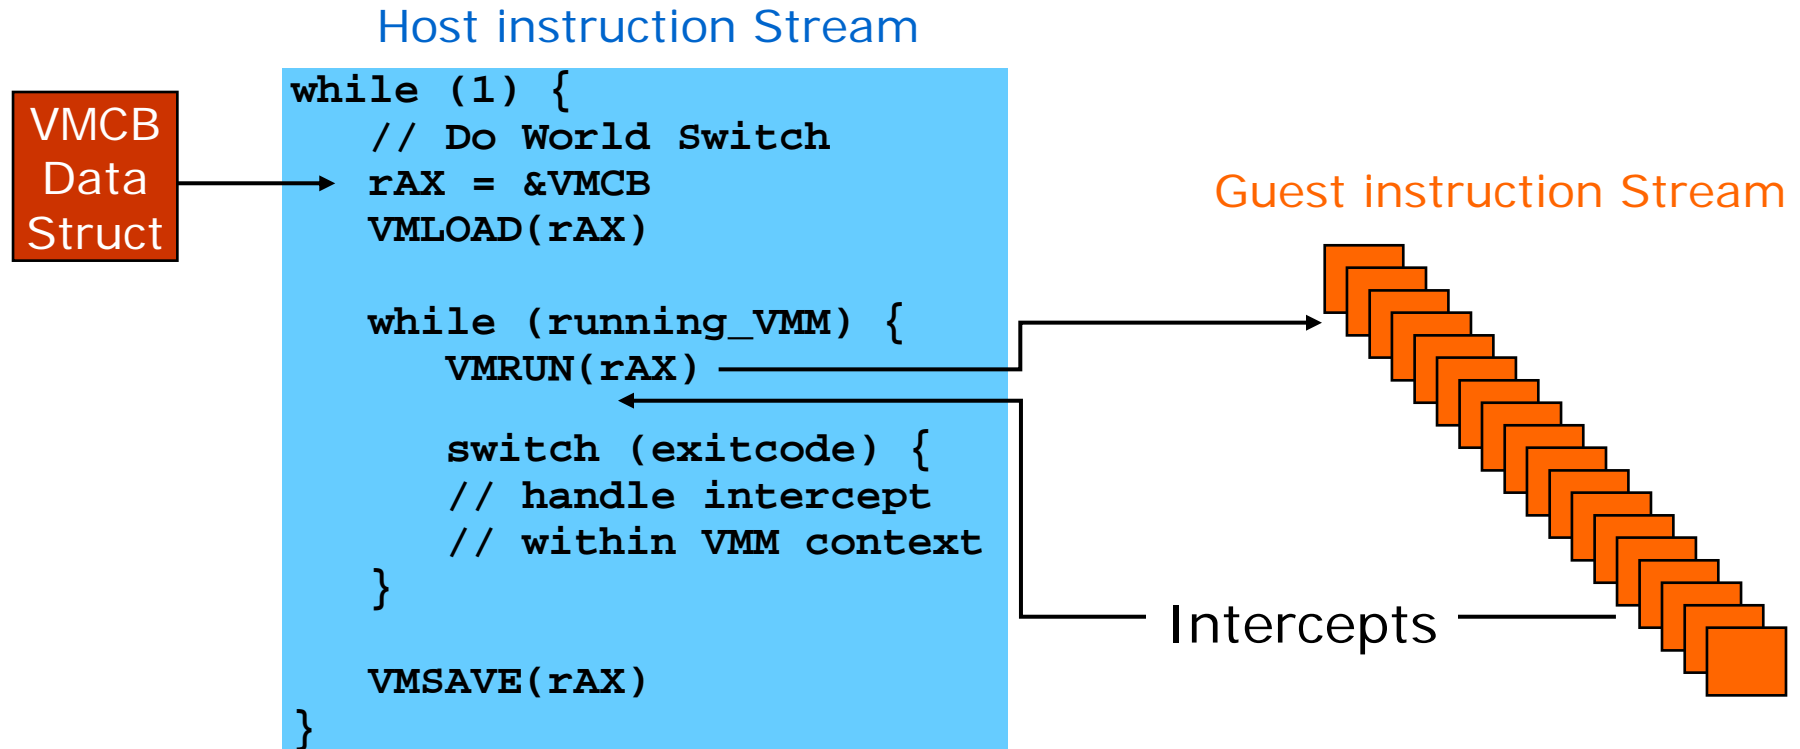 Host instruction Stream
VMCB
Data
Struct
while (1) {
    // Do World Switch
    rAX = &VMCB
    VMLOAD(rAX)
    while (running_VMM) {
        VMRUN(rAX)
        switch (exitcode) {
        // handle intercept
        // within VMM context
    }
    VMSAVE(rAX)
}
Guest instruction Stream
Intercepts